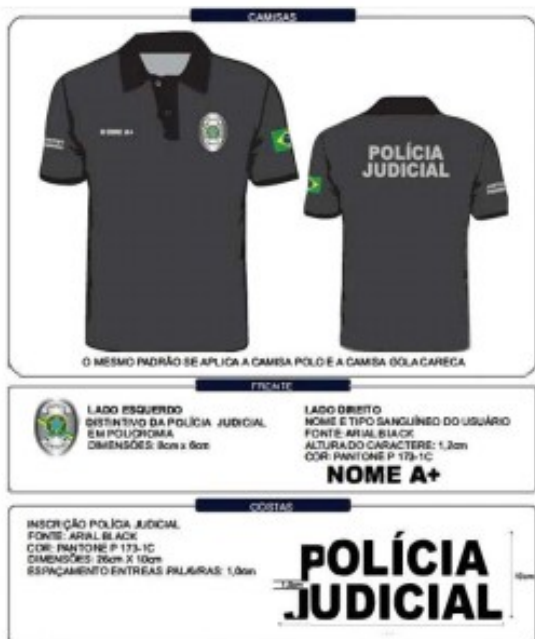 CAMISAS
NOME A+
POLÍCIA
JUDICIAL
O MESMO PADRÃO SE APLICA A CAMISA POLO E A CAMISA GOLA CARECA
FRENTE
LADO ESQUERDO
DISTINTIVO DA POLÍCIA JUDICIAL
EM POLICROMIA
DIMENSÕES: 8cm x 6cm
LADO DIREITO
NOME E TIPO SANGUÍNEO DO USUÁRIO
FONTE: ARIAL BLACK
ALTURA DO CARACTERE: 1,2cm
COR: PANTONE P 173-1C
NOME A+
COSTAS
INSCRIÇÃO POLÍCIA JUDICIAL
FONTE: ARIAL BLACK
COR: PANTONE P 173-1C
DIMENSÕES: 26cm X 10cm
ESPAÇAMENTO ENTRE AS PALAVRAS: 1,0cm
POLÍCIA
JUDICIAL
1,0cm
10cm